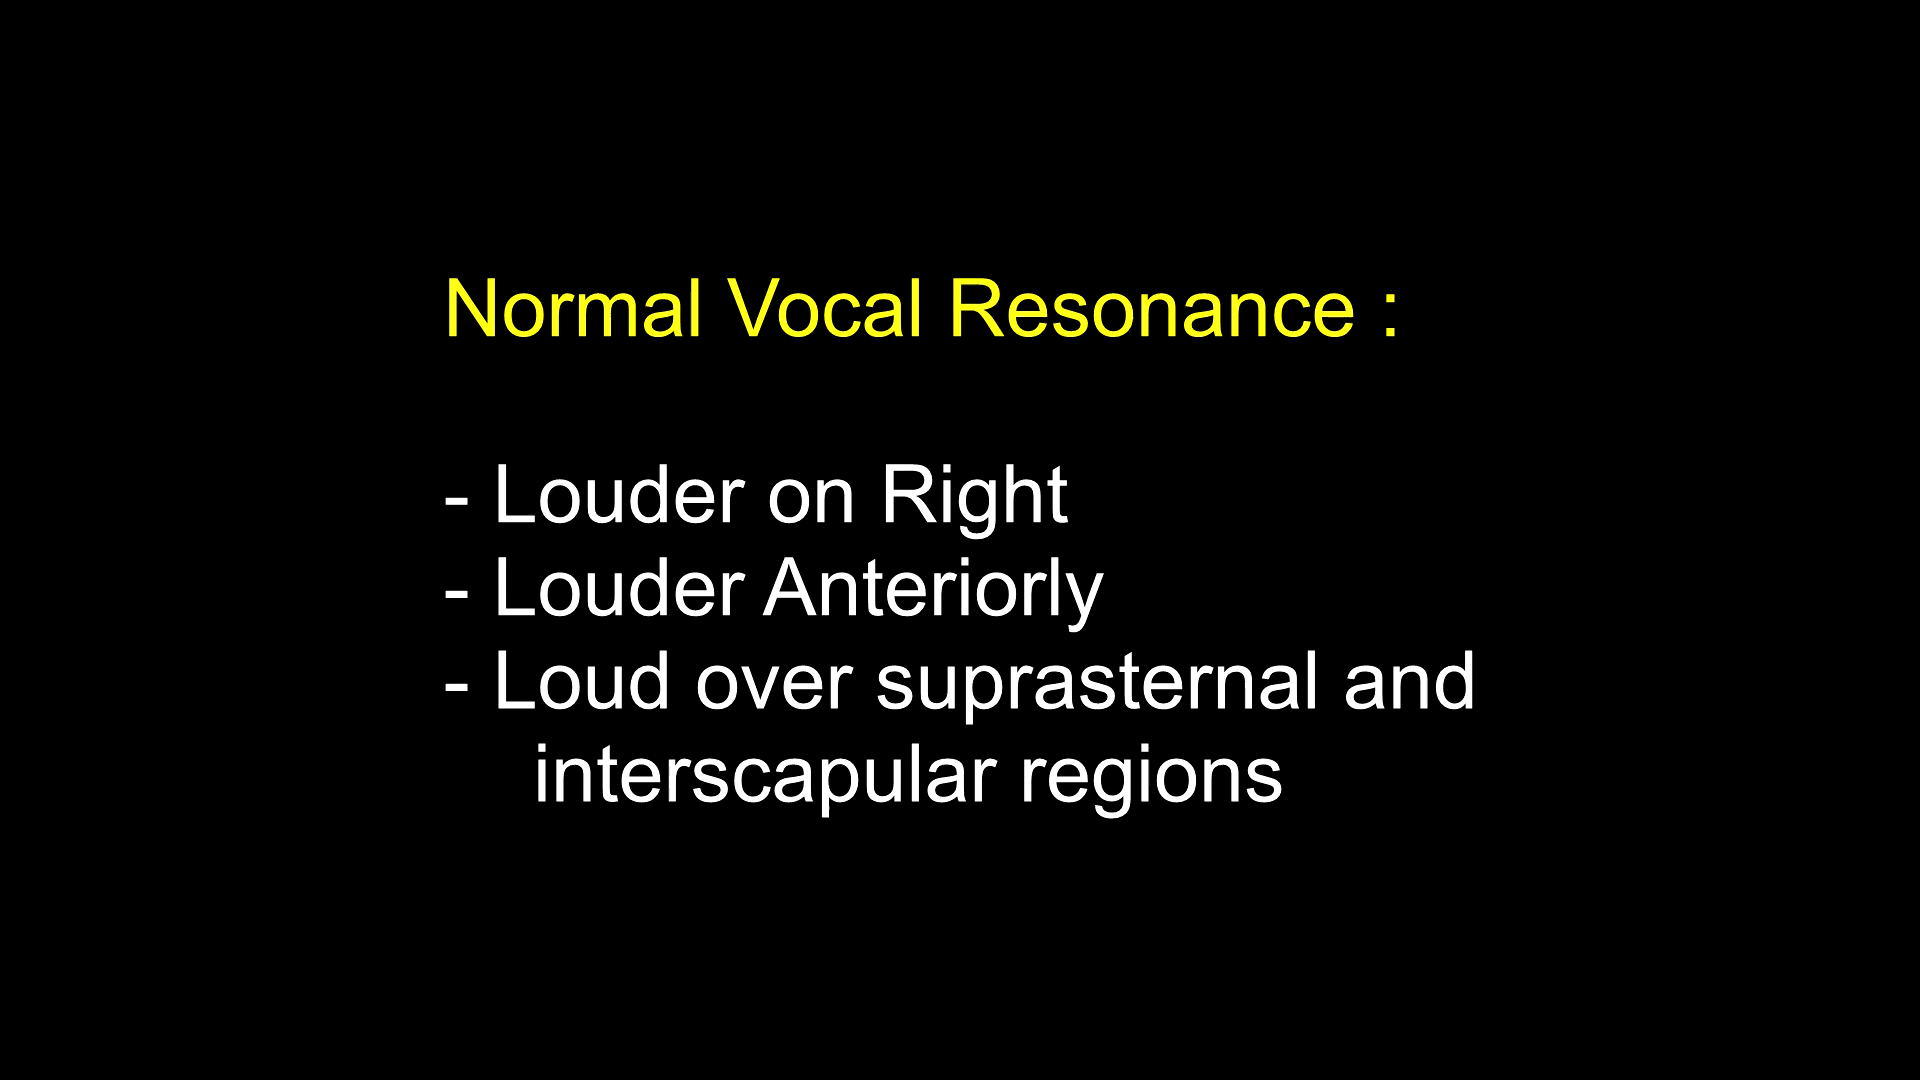 Normal Vocal Resonance :
- Louder on Right
- Louder Anteriorly
- Loud over suprasternal and
interscapular regions